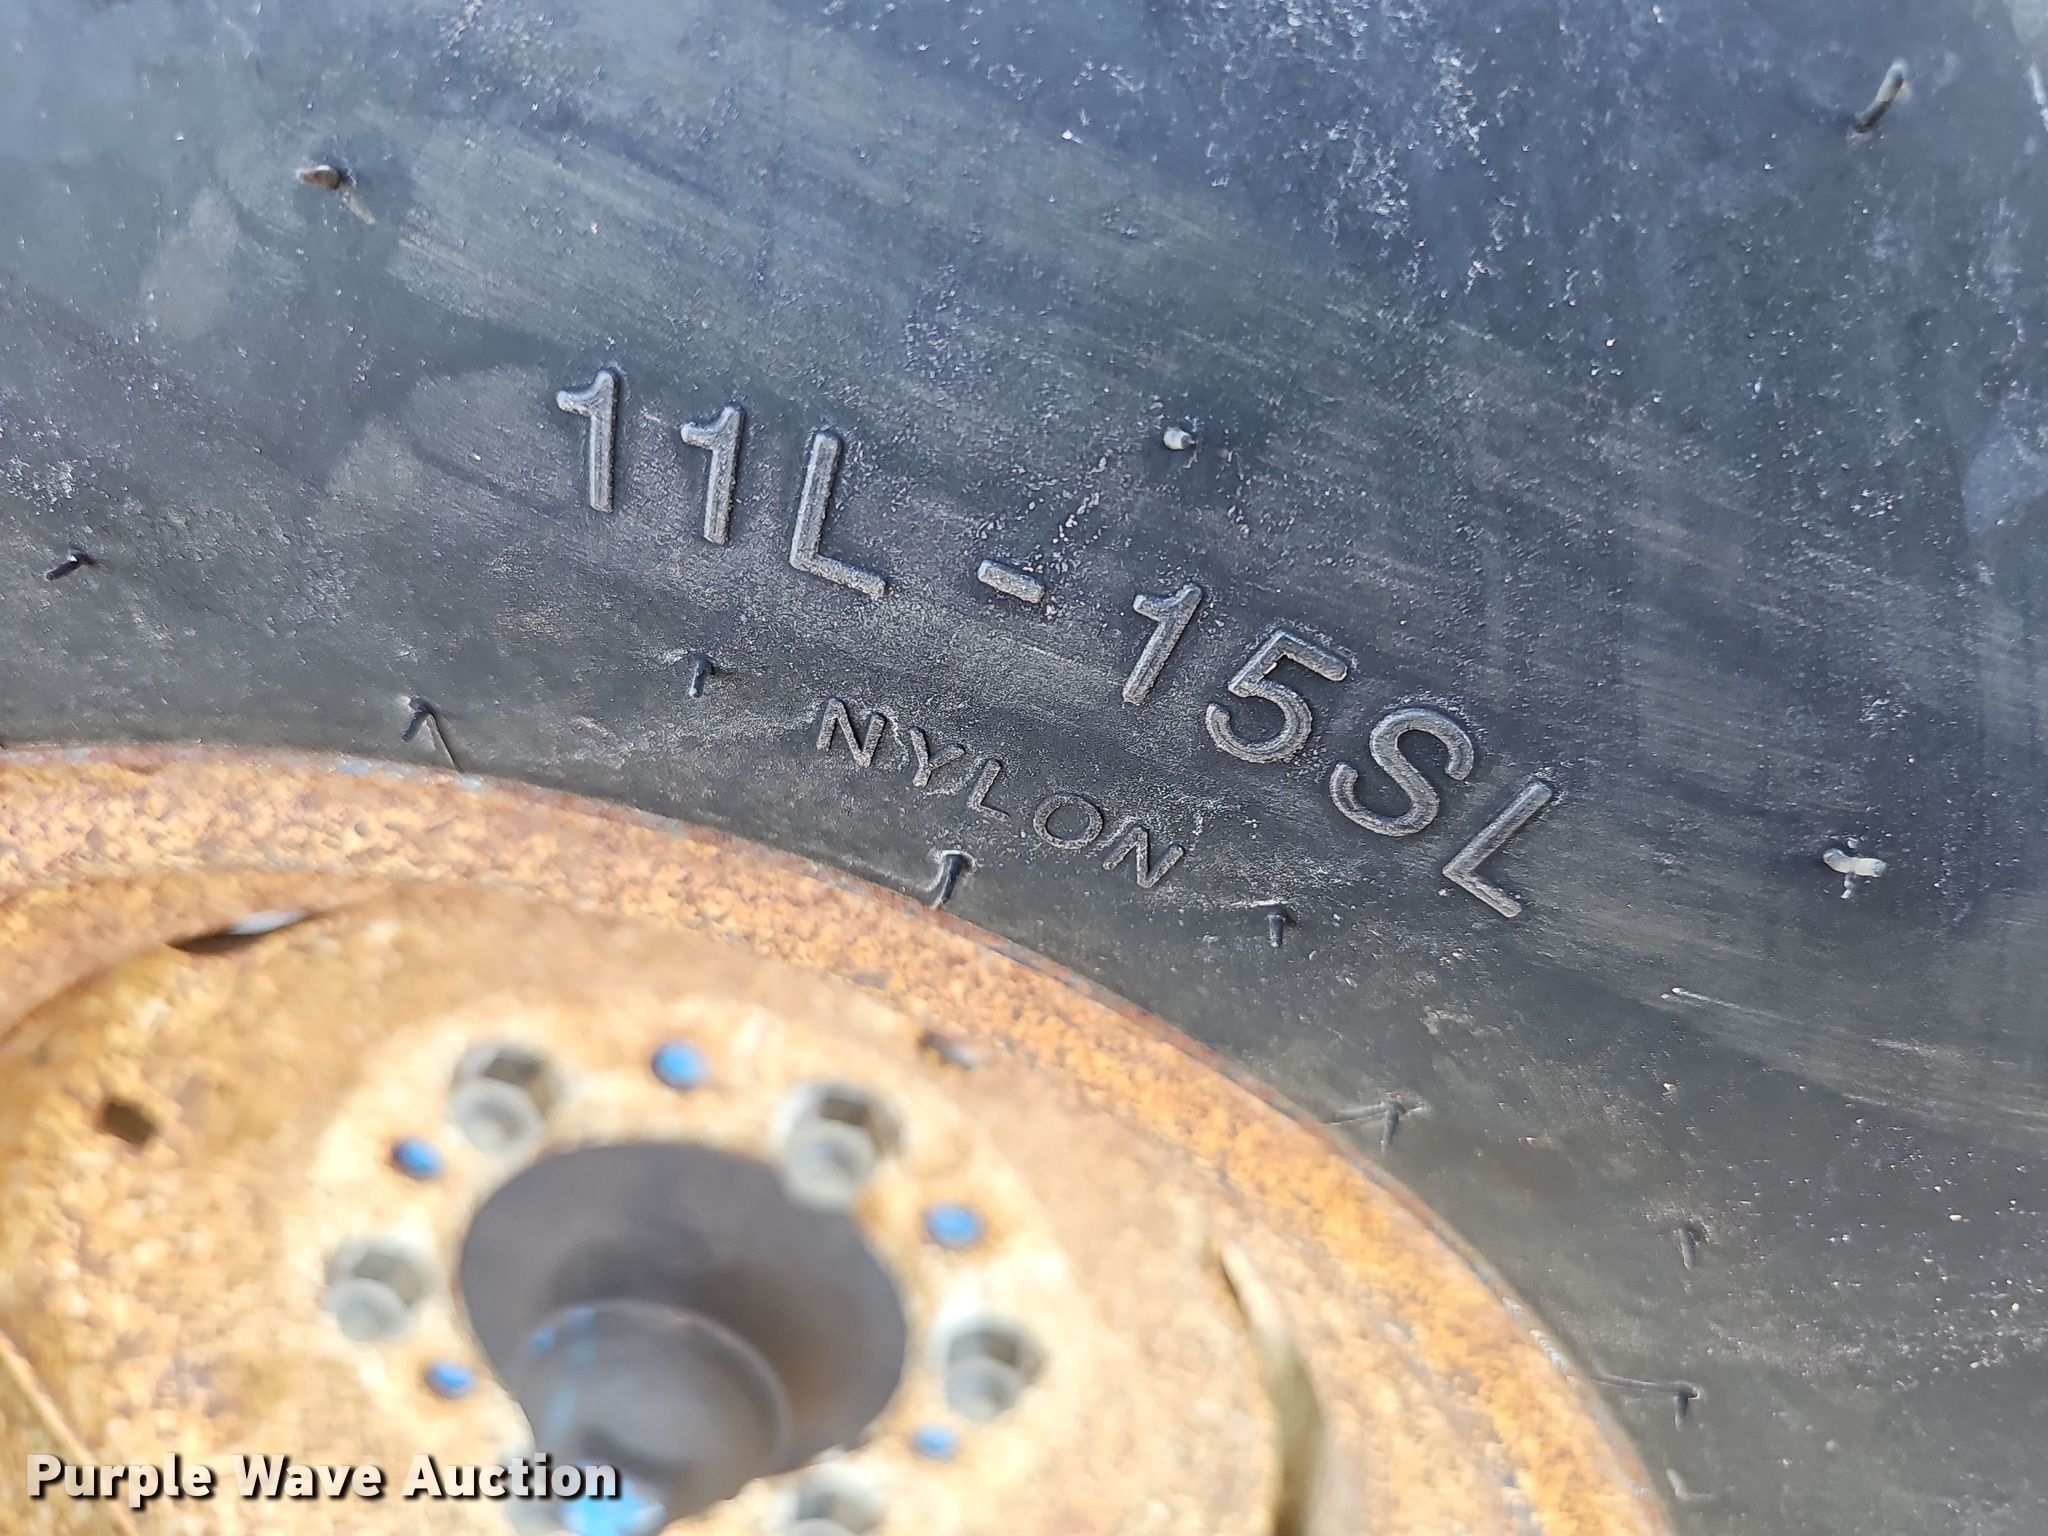 11L-15SL
NYLON
Purple Wave Auction